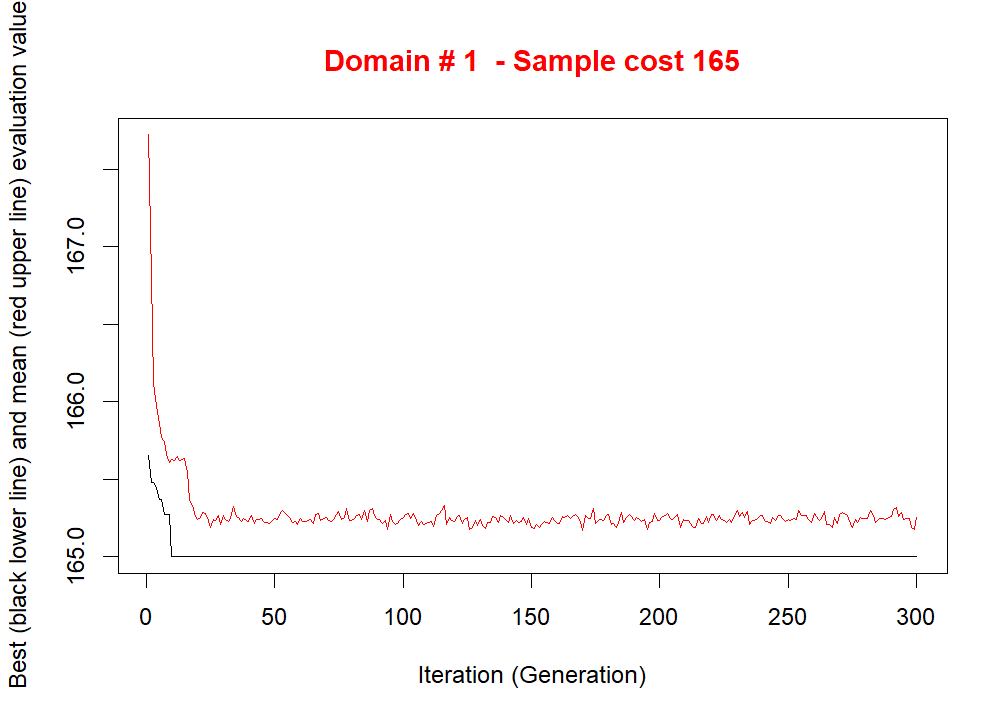 Domain # 1  - Sample cost 165
Best (black lower line) and mean (red upper line) evaluation value
167.0
166.0
165.0
0 50 100 150 200 250 300
Iteration (Generation)